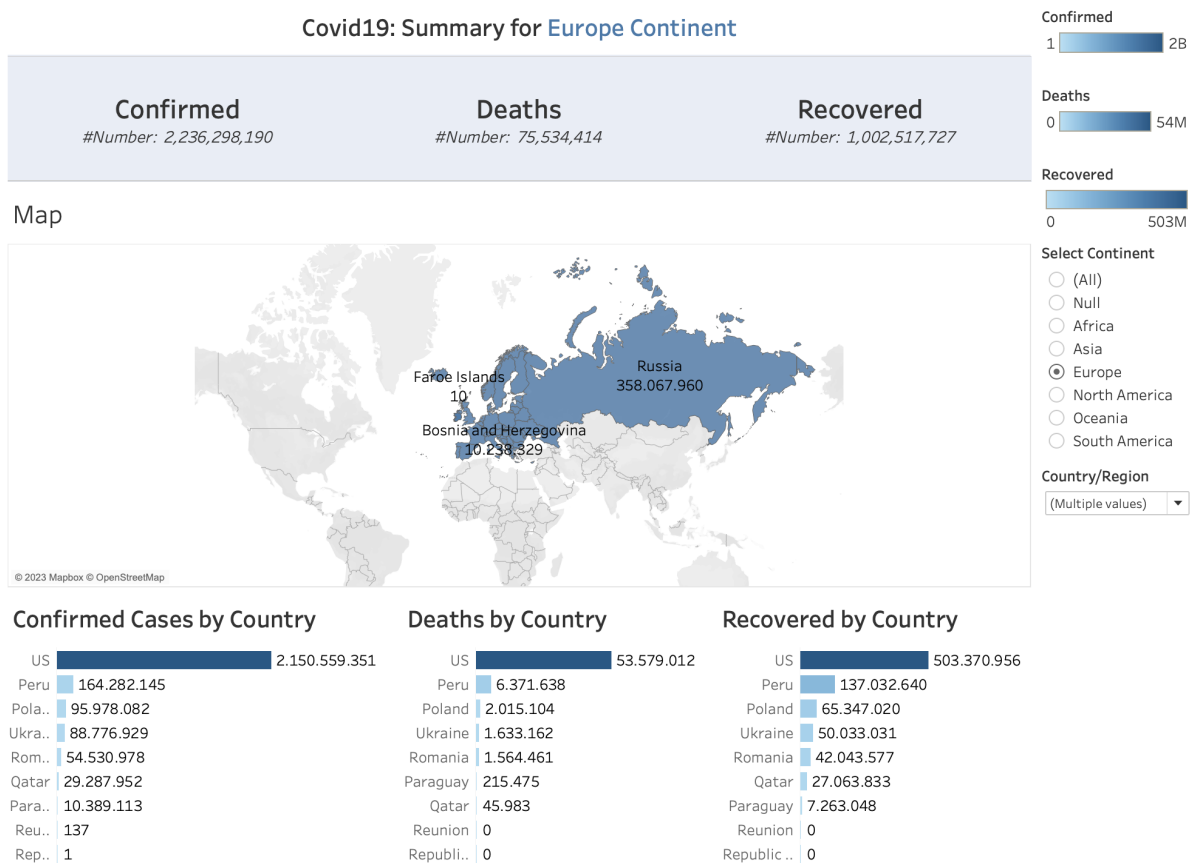 Covid19: Summary for Europe Continent
Confirmed
#Number: 2,236,298,190
Deaths
#Number: 75,534,414
Recovered
#Number: 1,002,517,727
Confirmed
1 2B
Deaths
0 54M
Recovered
0 503M
Select Continent
(All)
Null
Africa
Asia
Europe
North America
Oceania
South America
Country/Region
(Multiple values)
Map
Russia
358.067.960
Faroe Islands
10
Bosnia and Herzegovina
10.238.329
© 2023 Mapbox © OpenStreetMap
Confirmed Cases by Country
US 2.150.559.351
Peru 164.282.145
Pola.. 95.978.082
Ukra.. 88.776.929
Rom.. 54.530.978
Qatar 29.287.952
Para.. 10.389.113
Reu.. 137
Rep.. 1
Deaths by Country
US 53.579.012
Peru 6.371.638
Poland 2.015.104
Ukraine 1.633.162
Romania 1.564.461
Paraguay 215.475
Qatar 45.983
Reunion 0
Republi.. 0
Recovered by Country
US 503.370.956
Peru 137.032.640
Poland 65.347.020
Ukraine 50.033.031
Romania 42.043.577
Qatar 27.063.833
Paraguay 7.263.048
Reunion 0
Republic .. 0